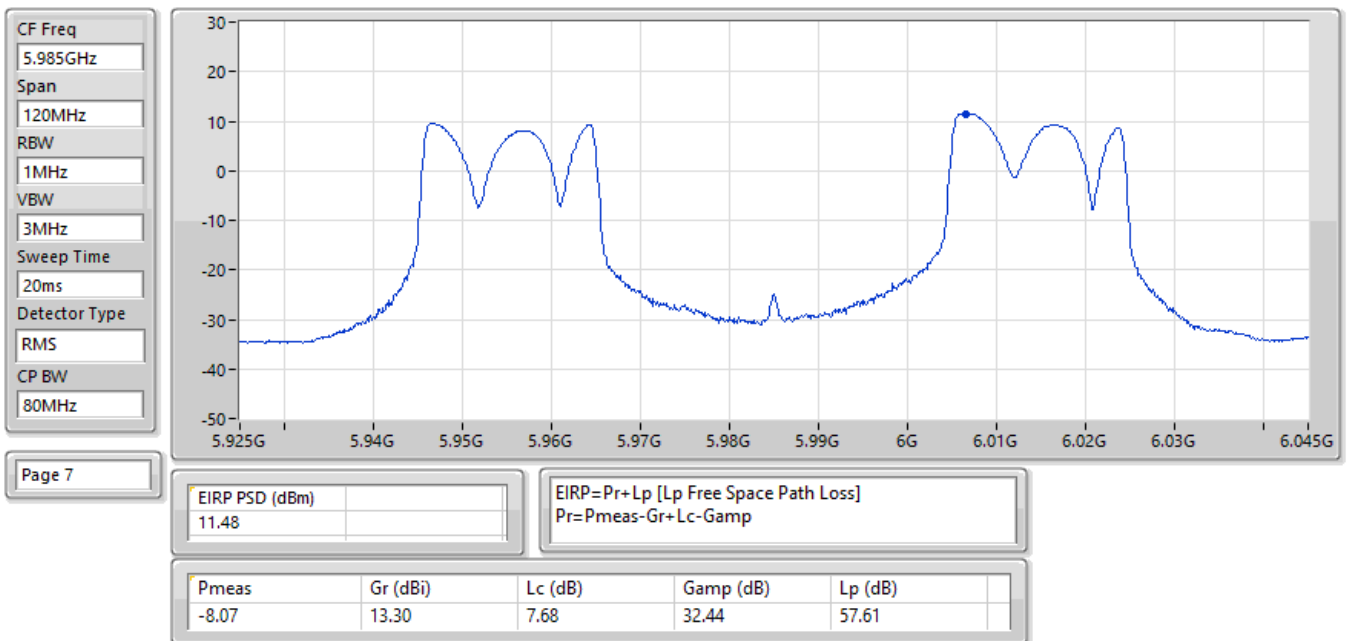 CF Freq
5.985GHz
Span
120MHz
RBW
1MHz
VBW
3MHz
Sweep Time
20ms
Detector Type
RMS
CP BW
80MHz
Page 7
30
20
10
0
-10
-20
-30
-40
-50
5.925G 5.94G 5.95G 5.96G 5.97G 5.98G 5.99G 6G 6.01G 6.02G 6.03G 6.045G
EIRP PSD (dBm)
11.48
EIRP=Pr+Lp [Lp Free Space Path Loss]
Pr=Pmeas-Gr+Lc-Gamp
Pmeas Gr (dBi) Lc (dB) Gamp (dB) Lp (dB)
-8.07 13.30 7.68 32.44 57.61